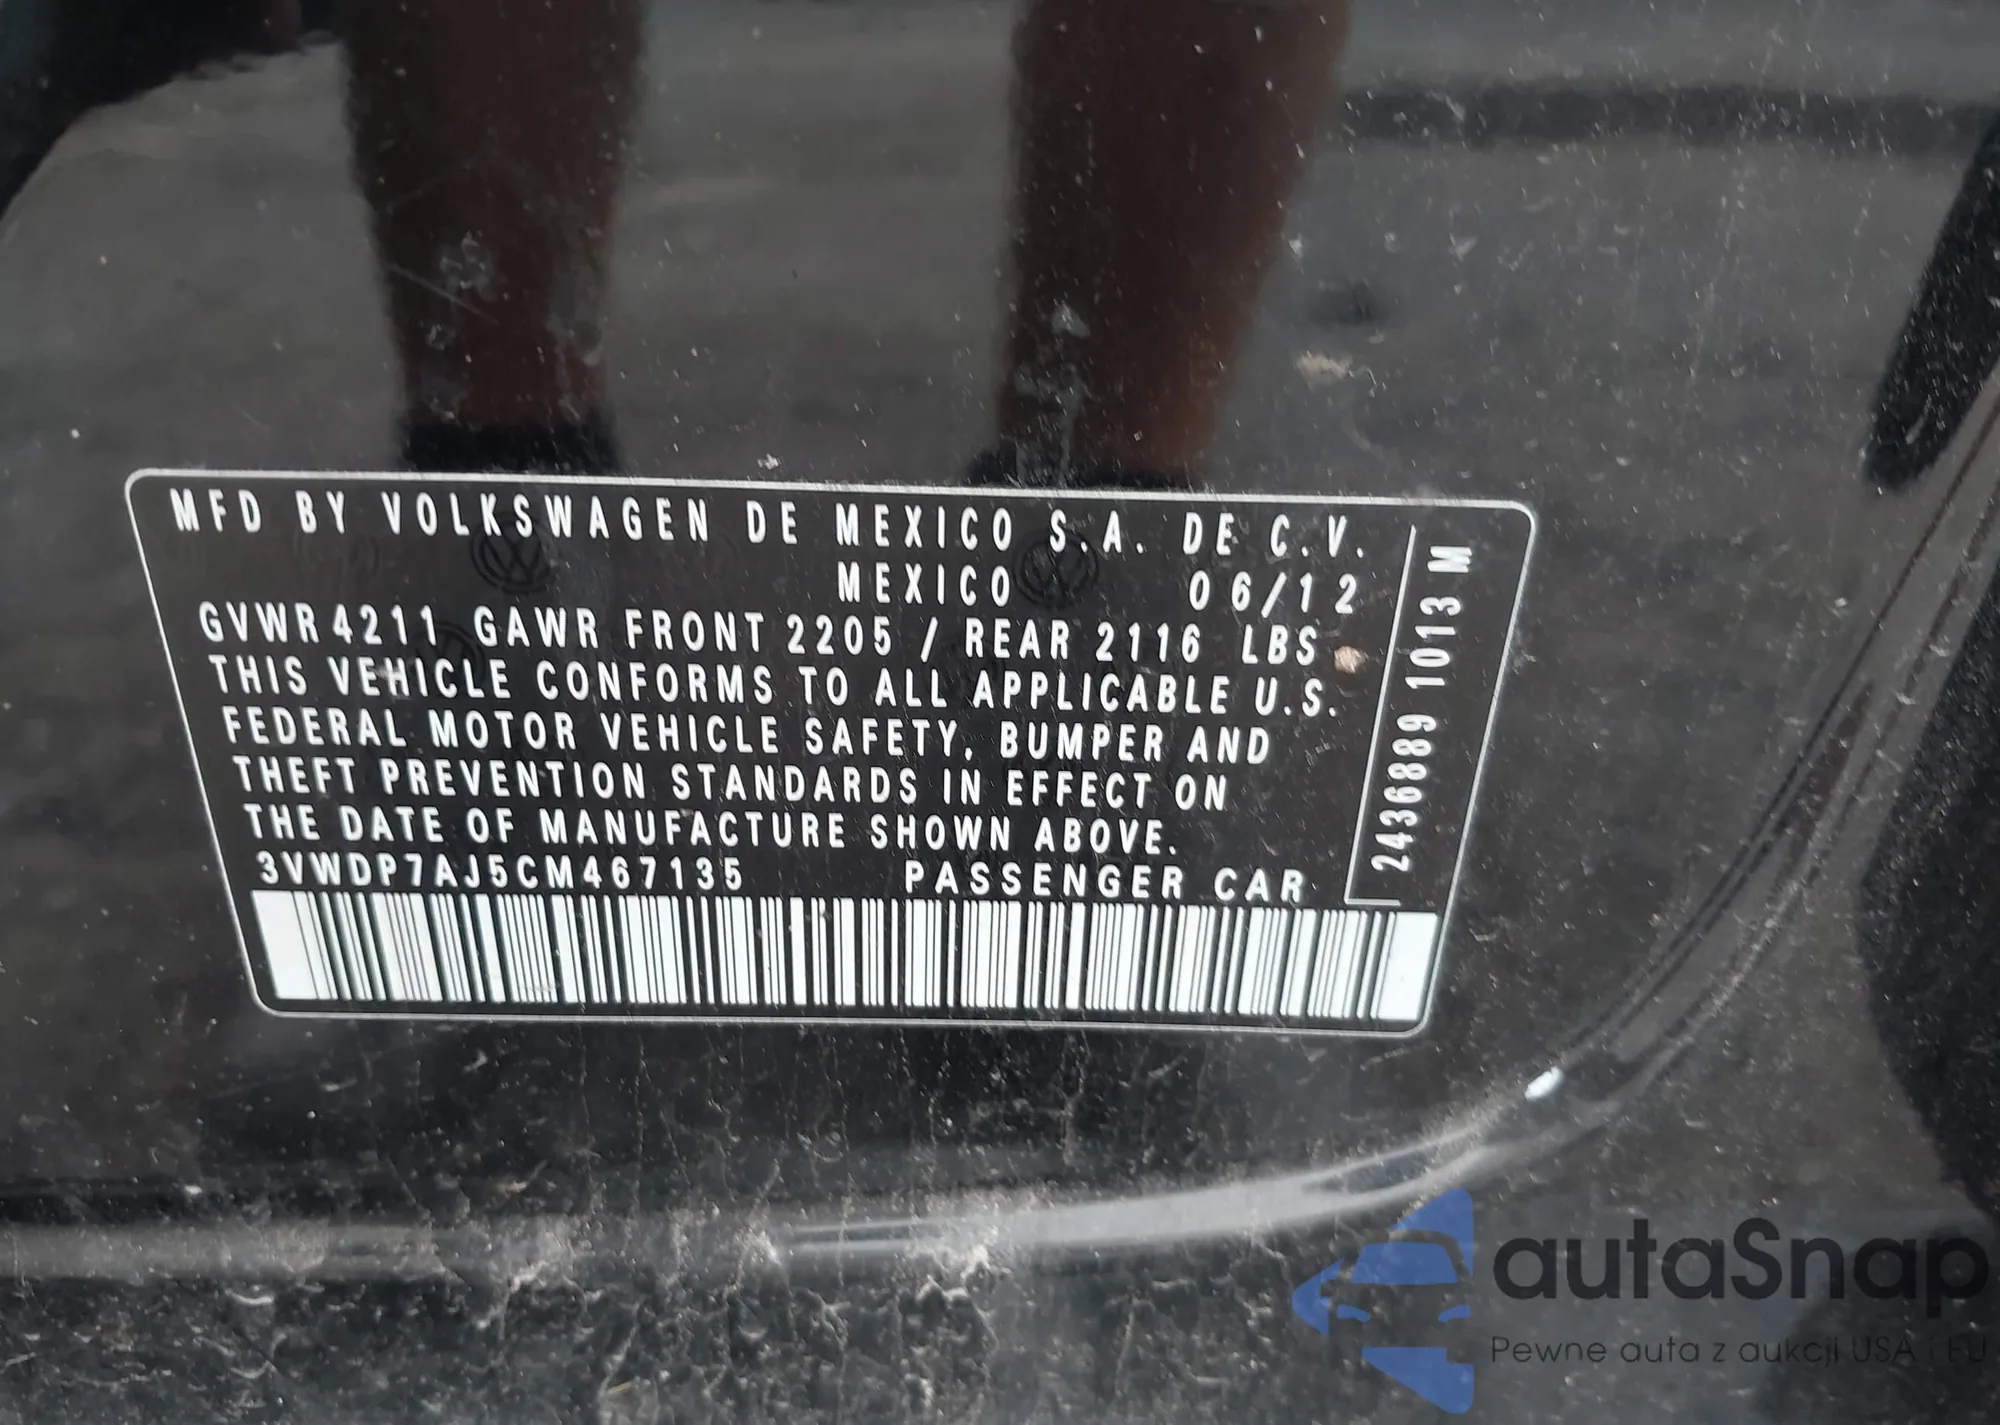 MFD BY VOLKSWAGEN DE MEXICO S.A. DE C.V.
MEXICO 06/12
GVWR 4211 GAWR FRONT 2205 / REAR 2116 LBS
THIS VEHICLE CONFORMS TO ALL APPLICABLE U.S.
FEDERAL MOTOR VEHICLE SAFETY, BUMPER AND
THEFT PREVENTION STANDARDS IN EFFECT ON
THE DATE OF MANUFACTURE SHOWN ABOVE.
3VWDP7AJ5CM467135 PASSENGER CAR
2436889 1013 M
autaSnap
Pewne auta z aukcji USA i EU